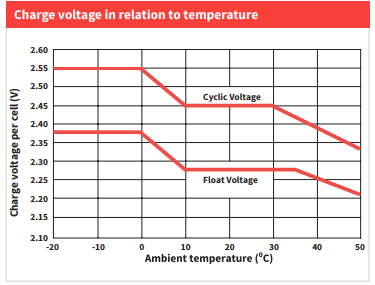 Charge voltage in relation to temperature
2.60
2.55
2.50
2.45
2.40
2.35
2.30
2.25
2.20
2.15
2.10
Charge voltage per cell (V)
Cyclic Voltage
Float Voltage
-20 -10 0 10 20 30 40 50
Ambient temperature (⁰C)